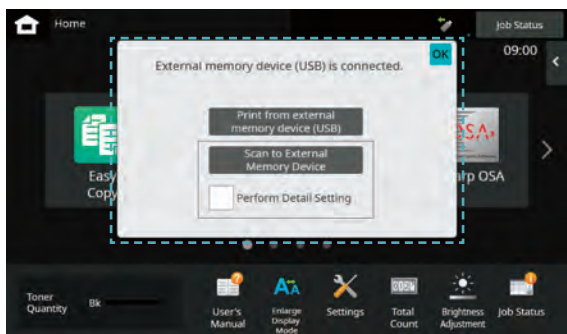 Home
Job Status
09:00
External memory device (USB) is connected.
OK
Print from external
memory device (USB)
Scan to External
Memory Device
Perform Detail Setting
Easy
Copy
OSA
Sharp OSA
Toner
Quantity
Bk
User's
Manual
Enlarge
Display
Mode
Settings
Total
Count
Brightness
Adjustment
Job Status